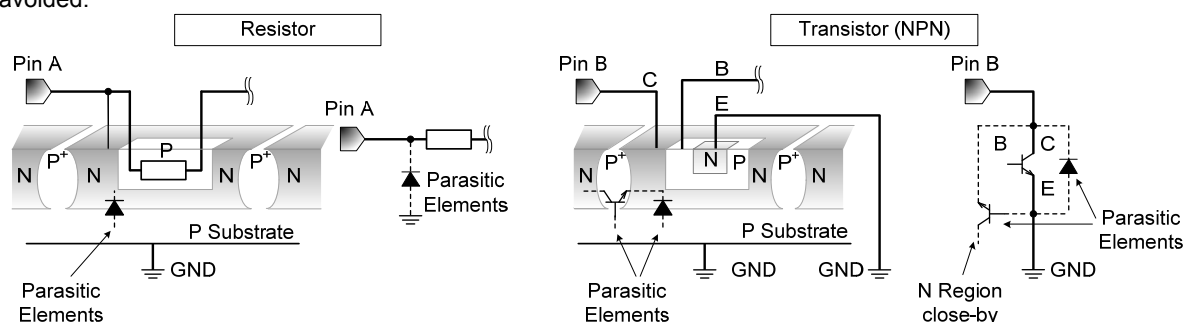 avoided.
Resistor
Transistor (NPN)
Pin A
Pin A
N
P+
N
P
N
P+
N
Parasitic
Elements
P Substrate
GND
Parasitic
Elements
Pin B
C
B
E
N
P+
N
P
N
P+
N
P Substrate
GND
GND
Parasitic
Elements
Pin B
B
C
E
Parasitic
Elements
GND
N Region
close-by